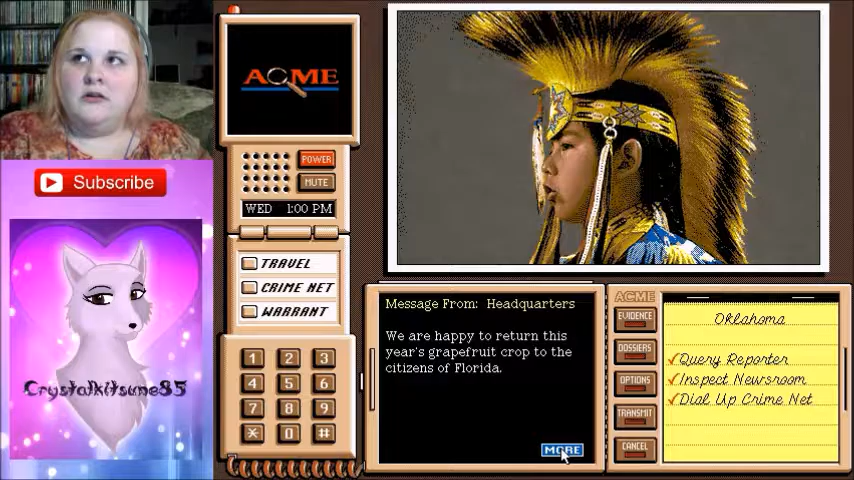 ACME
POWER
MUTE
WED 1:00 PM
TRAVEL
CRIME NET
WARRANT
1 2 3
4 5 6
7 8 9
* 0 #
Subscribe
Crystalkitsune85
Message From: Headquarters
We are happy to return this
year's grapefruit crop to the
citizens of Florida.
MORE
ACME
EVIDENCE
DOSSIERS
OPTIONS
TRANSMIT
CANCEL
Oklahoma
✓Query Reporter
✓Inspect Newsroom
✓Dial Up Crime Net